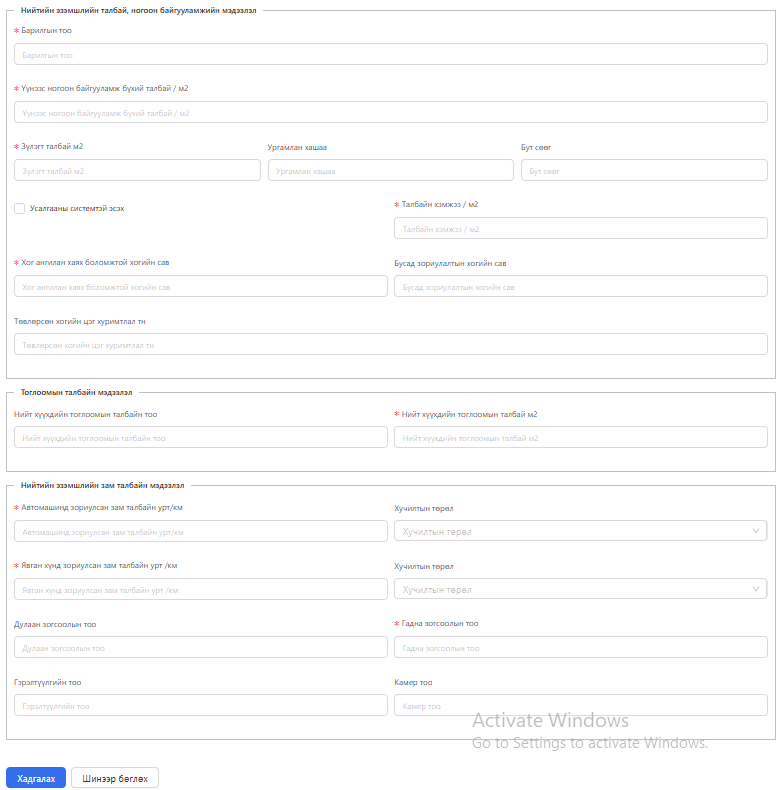 Нийтийн эзэмшлийн талбай, ногоон байгууламжийн мэдээлэл
* Барилгын тоо
Барилгын тоо
* Үүнээс ногоон байгууламж бүхий талбай / м2
Үүнээс ногоон байгууламж бүхий талбай / м2
* Зүлэгт талбай м2 Ургамлан хашаа Бут сөөг
Зүлэгт талбай м2 Ургамлан хашаа Бут сөөг
Усалгааны системтэй эсэх * Талбайн хэмжээ / м2
Талбайн хэмжээ / м2
* Хог ангилан хаях боломжтой хогийн сав Бусад зориулалтын хогийн сав
Хог ангилан хаях боломжтой хогийн сав Бусад зориулалтын хогийн сав
Төвлөрсөн хогийн цэг хуримтлал тн
Төвлөрсөн хогийн цэг хуримтлал тн
Тоглоомын талбайн мэдээлэл
Нийт хүүхдийн тоглоомын талбайн тоо * Нийт хүүхдийн тоглоомын талбай м2
Нийт хүүхдийн тоглоомын талбайн тоо Нийт хүүхдийн тоглоомын талбай м2
Нийтийн эзэмшлийн зам талбайн мэдээлэл
* Автомашинд зориулсан зам талбайн урт/км Хучилтын төрөл
Автомашинд зориулсан зам талбайн урт/км Хучилтын төрөл
* Явган хүнд зориулсан зам талбайн урт /км Хучилтын төрөл
Явган хүнд зориулсан зам талбайн урт /км Хучилтын төрөл
Дулаан зогсоолын тоо * Гадна зогсоолын тоо
Дулаан зогсоолын тоо Гадна зогсоолын тоо
Гэрэлтүүлгийн тоо Камер тоо
Гэрэлтүүлгийн тоо Камер тоо
Activate Windows
Go to Settings to activate Windows.
Хадгалах Шинээр бөглөх